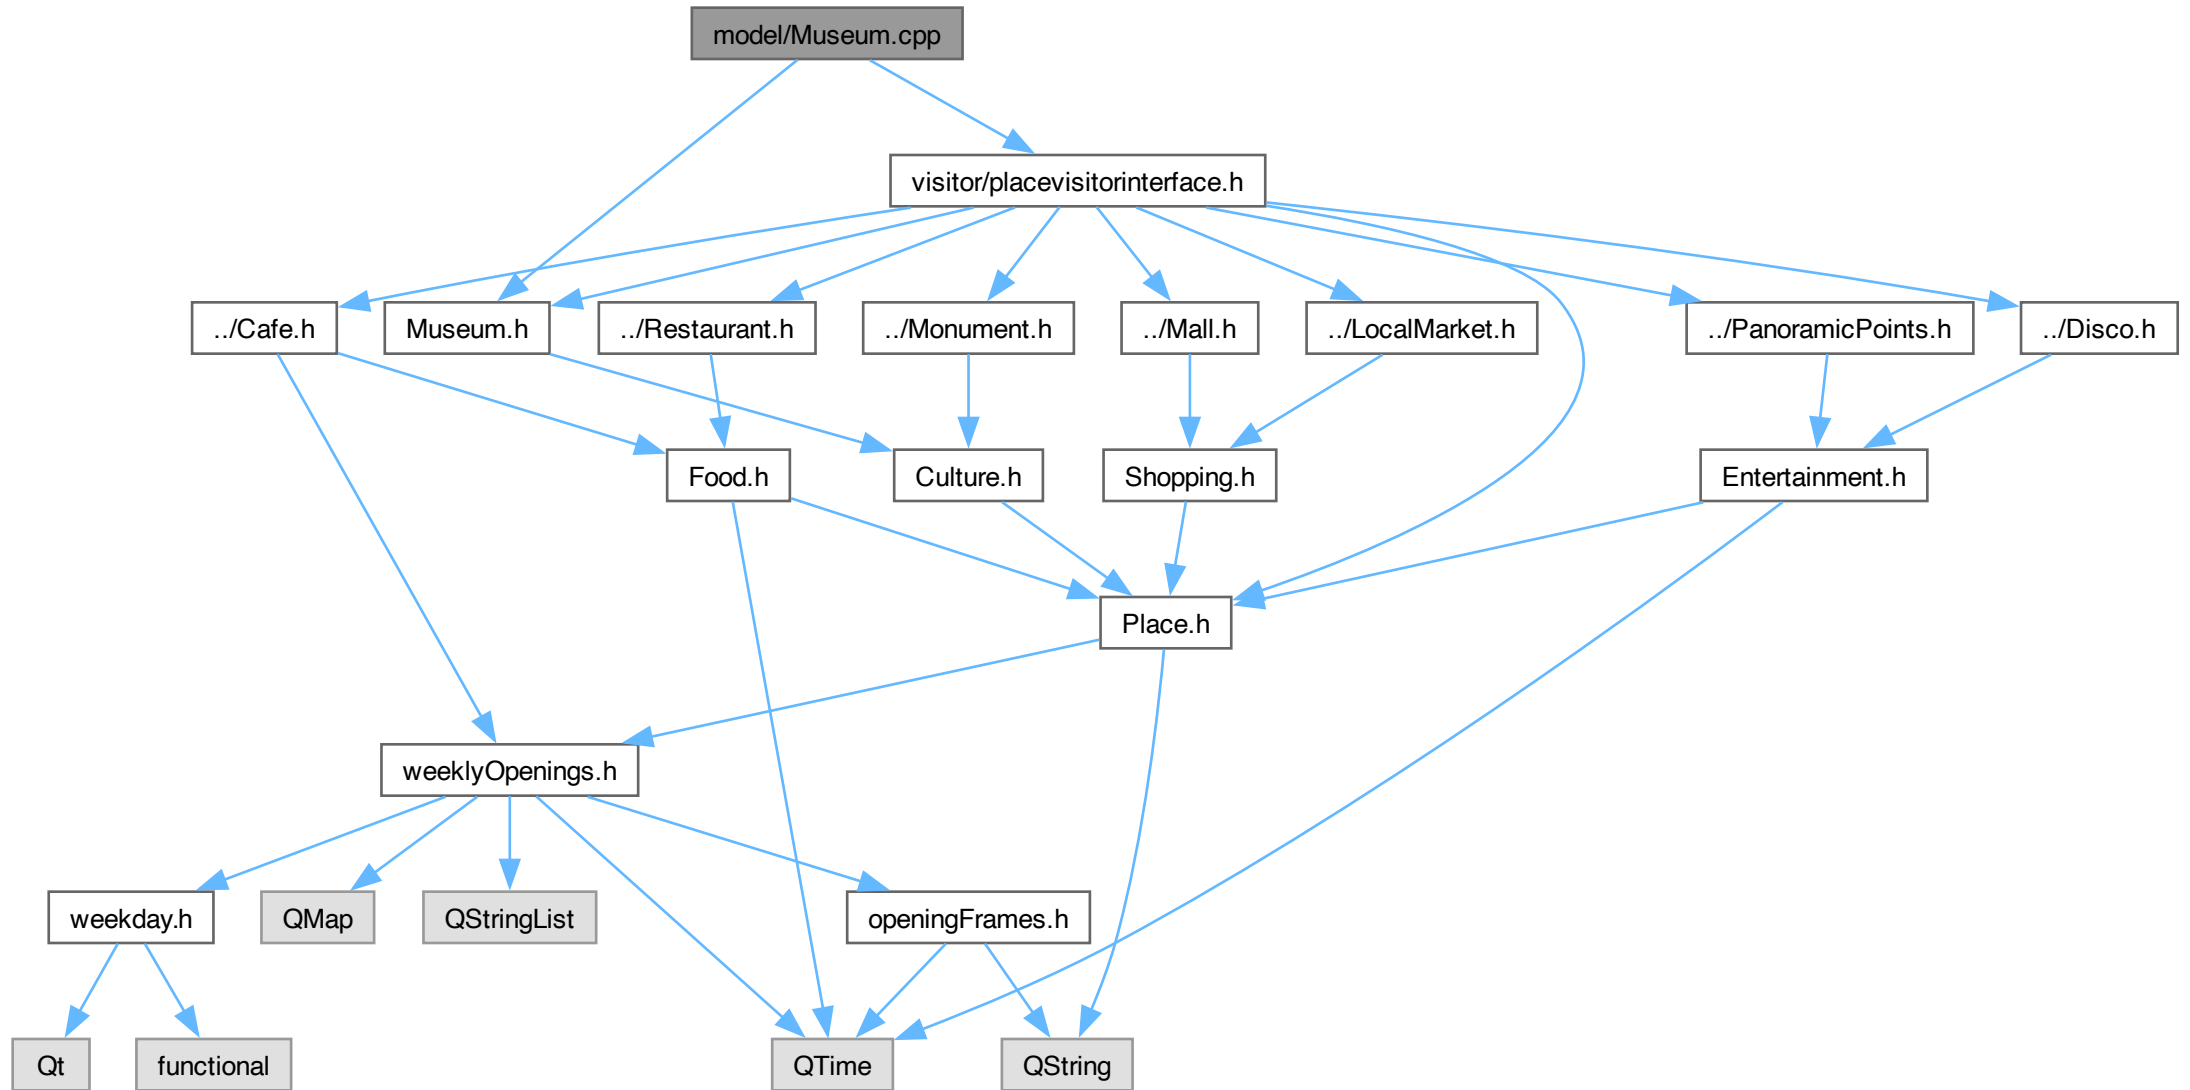 model/Museum.cpp
visitor/placevisitorinterface.h
../Cafe.h
Museum.h
../Restaurant.h
../Monument.h
../Mall.h
../LocalMarket.h
../PanoramicPoints.h
../Disco.h
Food.h
Culture.h
Shopping.h
Entertainment.h
Place.h
weeklyOpenings.h
weekday.h
QMap
QStringList
openingFrames.h
Qt
functional
QTime
QString